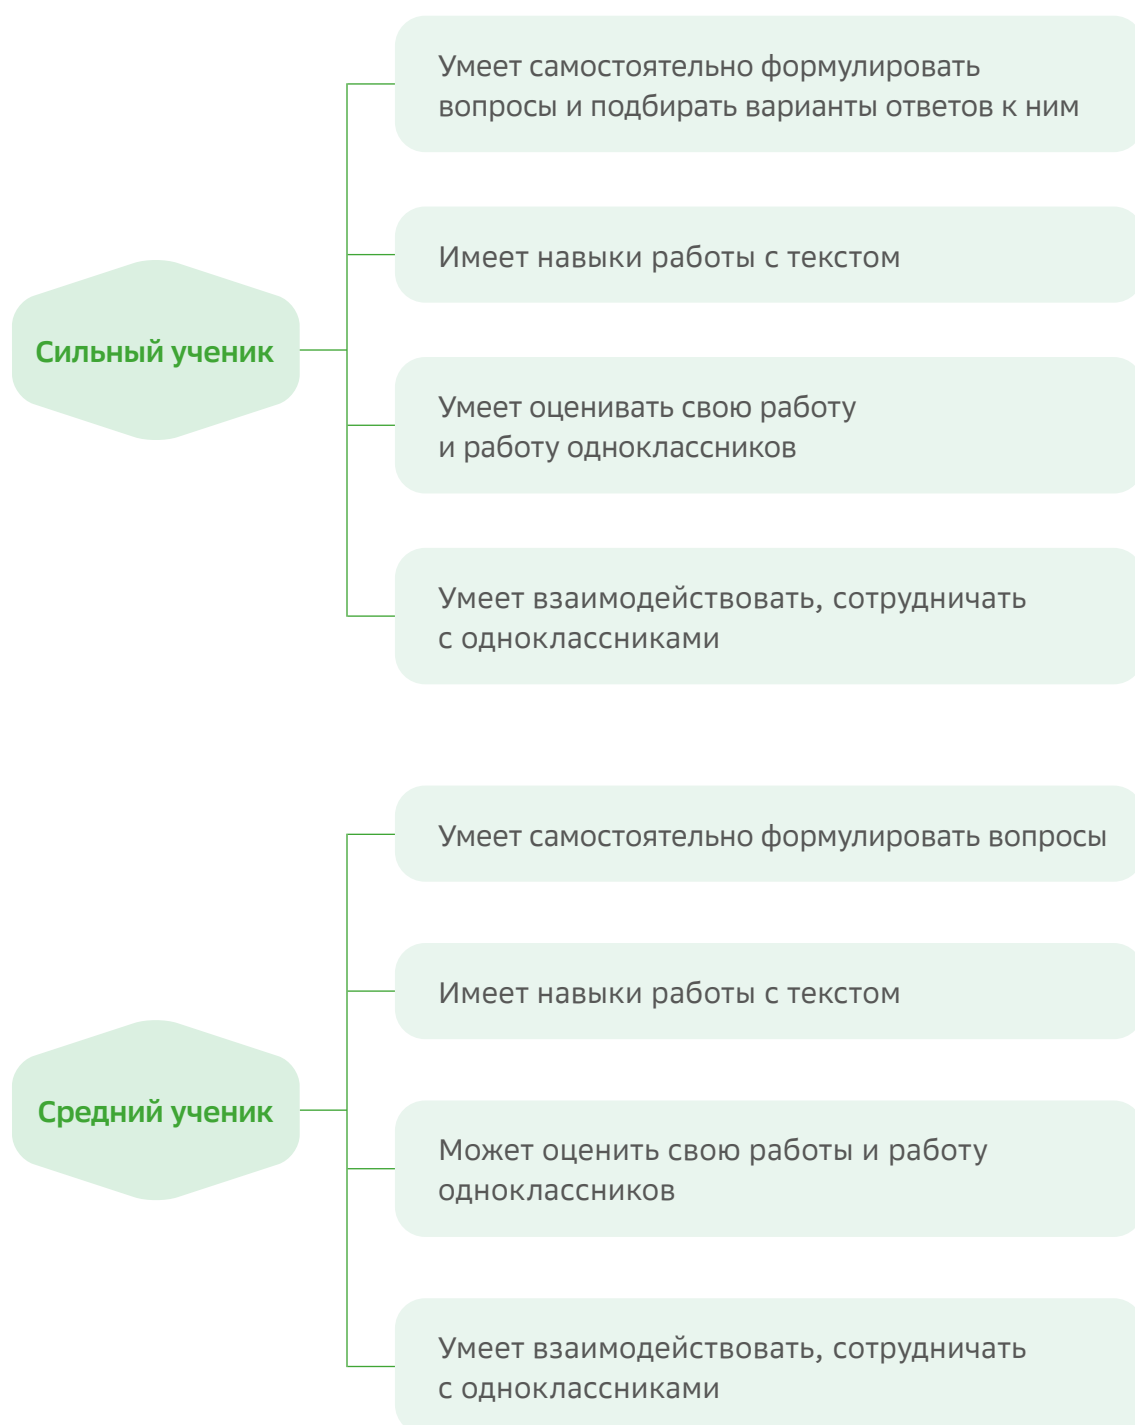 Умеет самостоятельно формулировать
вопросы и подбирать варианты ответов к ним
Имеет навыки работы с текстом
Сильный ученик
Умеет оценивать свою работу
и работу одноклассников
Умеет взаимодействовать, сотрудничать
с одноклассниками
Умеет самостоятельно формулировать вопросы
Имеет навыки работы с текстом
Средний ученик
Может оценить свою работы и работу
одноклассников
Умеет взаимодействовать, сотрудничать
с одноклассниками